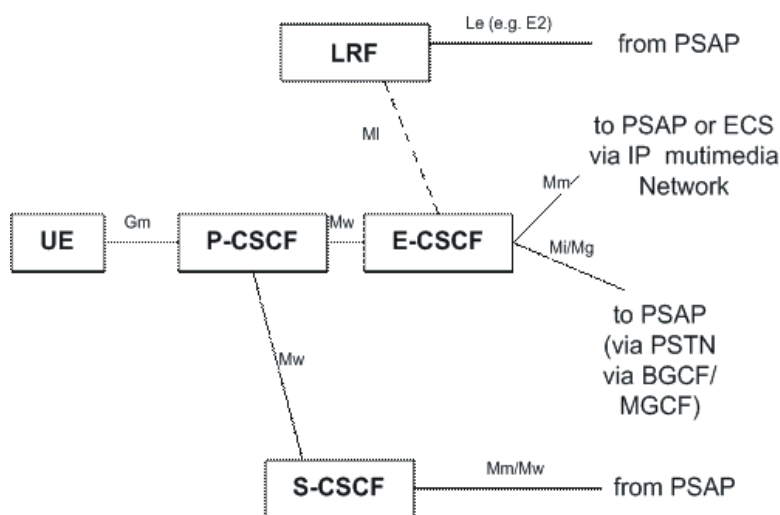 Le (e.g. E2)
LRF
from PSAP
Ml
to PSAP or ECS
via IP mutimedia
Network
Mm
Gm
Mw
UE
P-CSCF
E-CSCF
Mi/Mg
to PSAP
(via PSTN
via BGCF/
MGCF)
Mw
Mm/Mw
S-CSCF
from PSAP